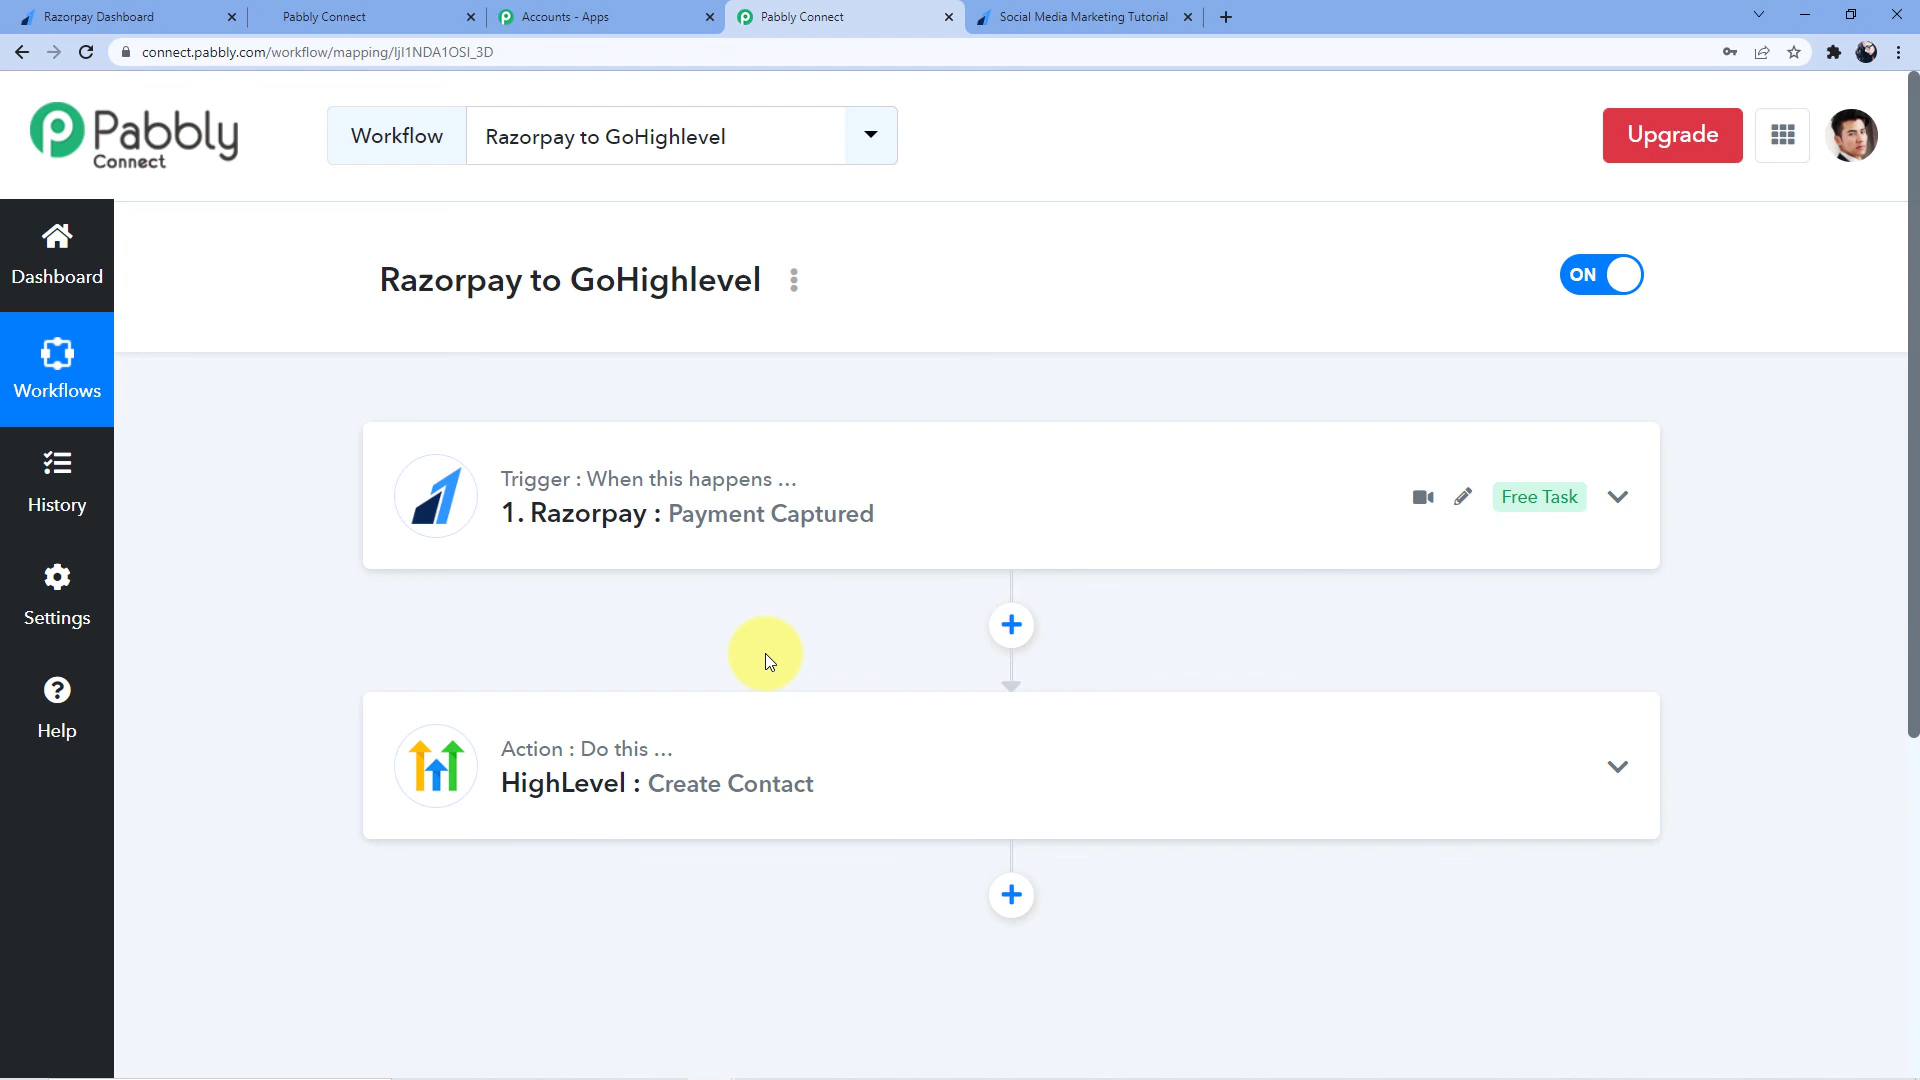 Razorpay Dashboard
Pabbly Connect
Accounts - Apps
Pabbly Connect
Social Media Marketing Tutorial
connect.pabbly.com/workflow/mapping/IjI1NDA1OSI_3D
Pabbly
Connect
Workflow
Razorpay to GoHighlevel
Upgrade
Dashboard
Workflows
History
Settings
Help
Razorpay to GoHighlevel
ON
Trigger : When this happens ...
1. Razorpay : Payment Captured
Free Task
Action : Do this ...
HighLevel : Create Contact